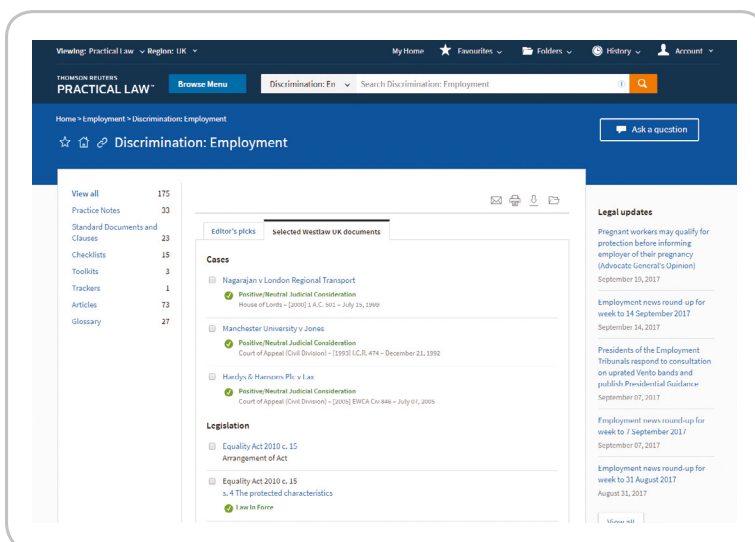 Viewing: Practical Law Region: UK
My Home Favourites Folders History Account
THOMSON REUTERS
PRACTICAL LAW™
Browse Menu
Discrimination: En
Search Discrimination: Employment
Home > Employment > Discrimination: Employment
Discrimination: Employment
Ask a question
View all 175
Practice Notes 33
Standard Documents and
Clauses 23
Checklists 15
Toolkits 3
Trackers 1
Articles 73
Glossary 27
Editor's picks
Selected Westlaw UK documents
Cases
Nagarajan v London Regional Transport
Positive/Neutral Judicial Consideration
House of Lords – [2000] 1 A.C. 501 – July 15, 1999
Manchester University v Jones
Positive/Neutral Judicial Consideration
Court of Appeal (Civil Division) – [1993] I.C.R. 474 – December 21, 1992
Hardys & Hansons Plc v Lax
Positive/Neutral Judicial Consideration
Court of Appeal (Civil Division) – [2005] EWCA Civ 846 – July 07, 2005
Legislation
Equality Act 2010 c. 15
Arrangement of Act
Equality Act 2010 c. 15
s. 4 The protected characteristics
Law In Force
Legal updates
Pregnant workers may qualify for
protection before informing
employer of their pregnancy
(Advocate General's Opinion)
September 19, 2017
Employment news round-up for
week to 14 September 2017
September 14, 2017
Presidents of the Employment
Tribunals respond to consultation
on uprated Vento bands and
publish Presidential Guidance
September 07, 2017
Employment news round-up for
week to 7 September 2017
September 07, 2017
Employment news round-up for
week to 31 August 2017
August 31, 2017
View all